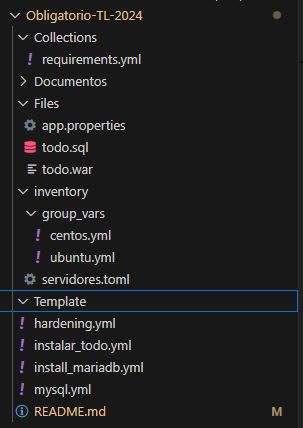 Obligatorio-TL-2024
Collections
! requirements.yml
Documentos
Files
app.properties
todo.sql
todo.war
inventory
group_vars
! centos.yml
! ubuntu.yml
servidores.toml
Template
! hardening.yml
! instalar_todo.yml
! install_mariadb.yml
! mysql.yml
README.md M